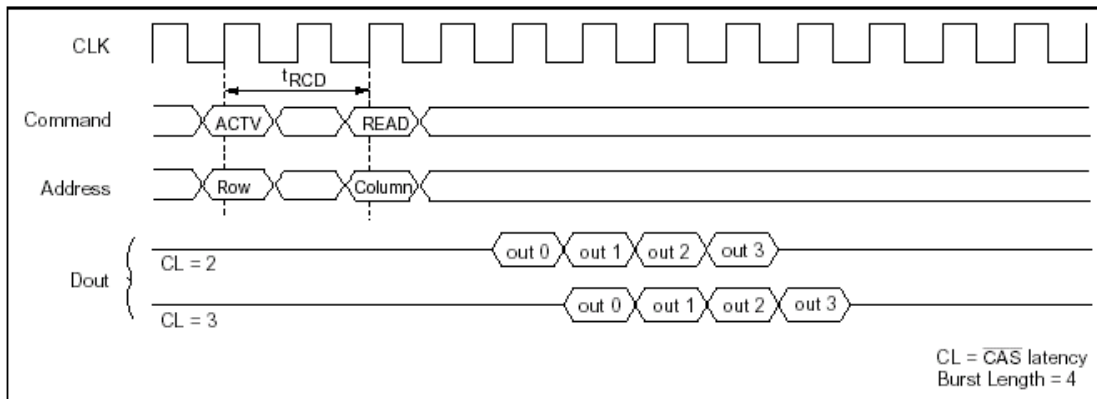 CLK
tRCD
Command ACTV READ
Address Row Column
out 0 out 1 out 2 out 3
CL = 2
Dout
out 0 out 1 out 2 out 3
CL = 3
CL = C̅A̅S̅ latency
Burst Length = 4